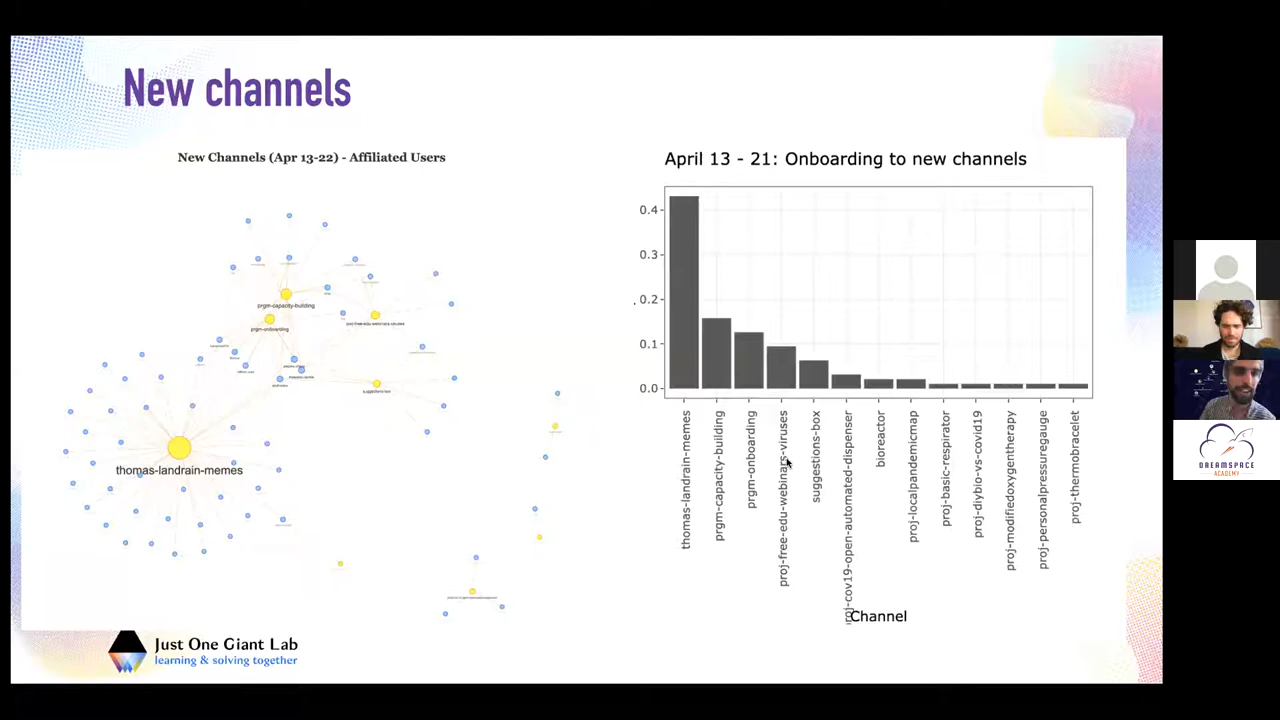 New channels
New Channels (Apr 13-22) - Affiliated Users
prgm-capacity-building
prgm-onboarding
suggestions-box
thomas-landrain-memes
April 13 - 21: Onboarding to new channels
0.4
0.3
0.2
0.1
0.0
thomas-landrain-memes
prgm-capacity-building
prgm-onboarding
proj-free-edu-webinars-viruses
suggestions-box
proj-cov19-open-automated-dispenser
bioreactor
proj-localpandemicmap
proj-basic-respirator
proj-diybio-vs-covid19
proj-modifiedoxygentherapy
proj-personalpressuregauge
proj-thermobracelet
Channel
Just One Giant Lab
learning & solving together
DREAMSPACE
ACADEMY